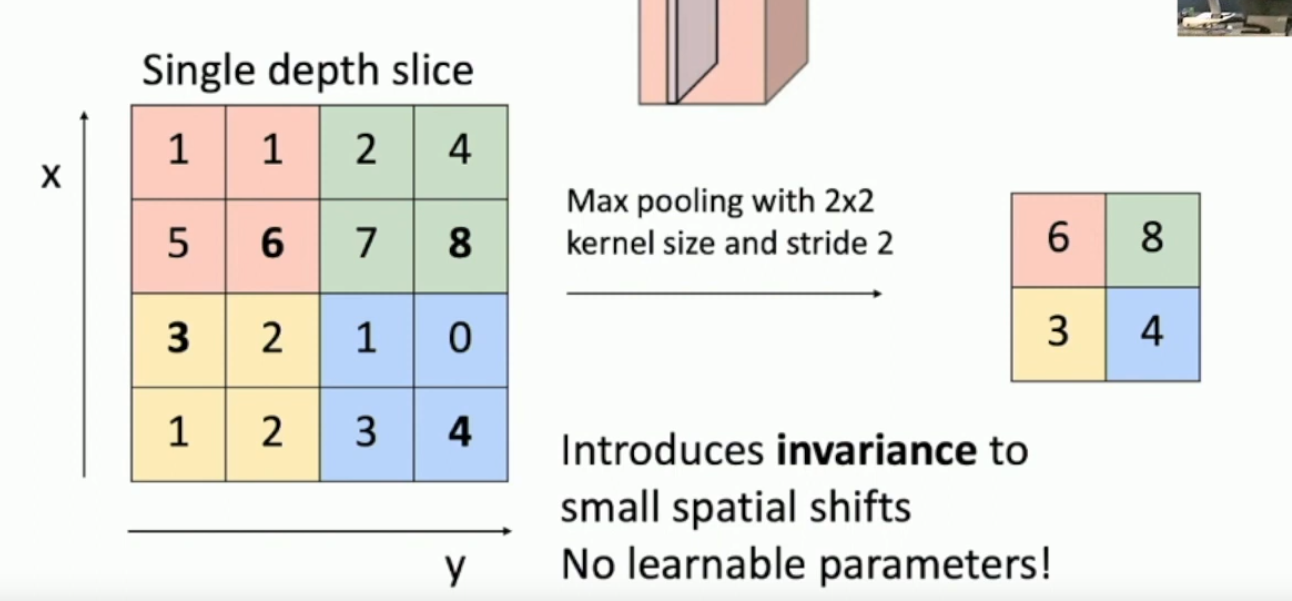 Single depth slice
x
1 1 2 4
5 6 7 8
3 2 1 0
1 2 3 4
y
Max pooling with 2x2
kernel size and stride 2
6 8
3 4
Introduces invariance to
small spatial shifts
No learnable parameters!